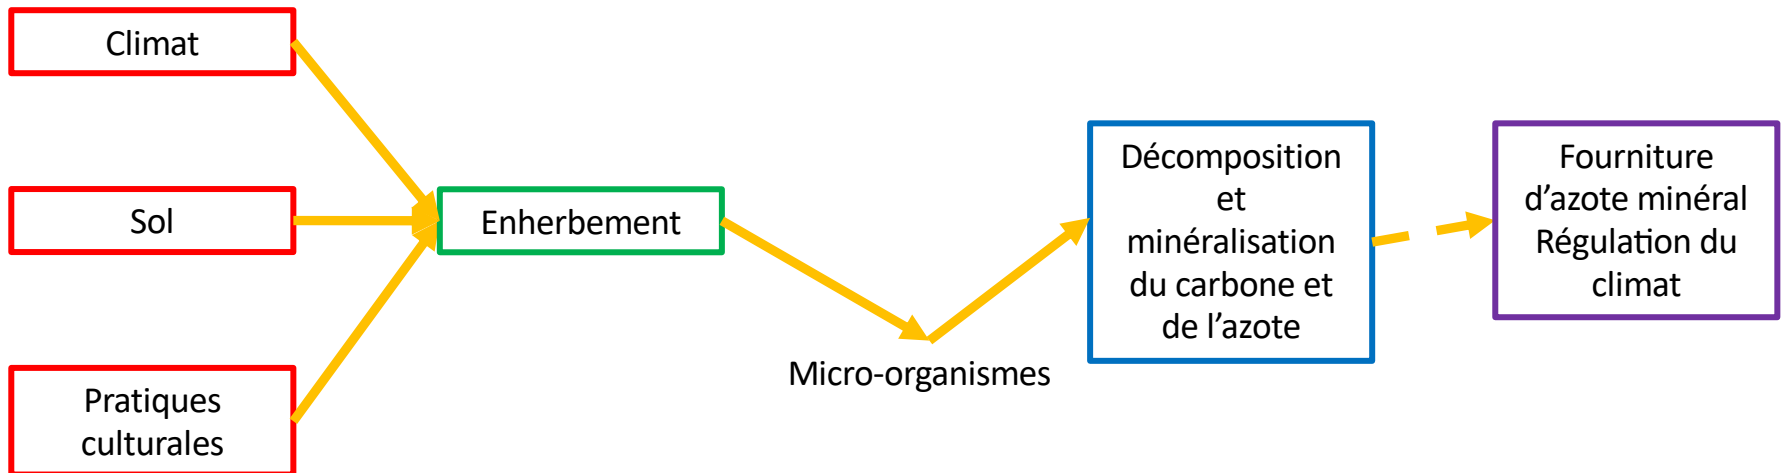 Climat
Sol
Pratiques
culturales
Enherbement
Micro-organismes
Décomposition
et
minéralisation
du carbone et
de l’azote
Fourniture
d’azote minéral
Régulation du
climat